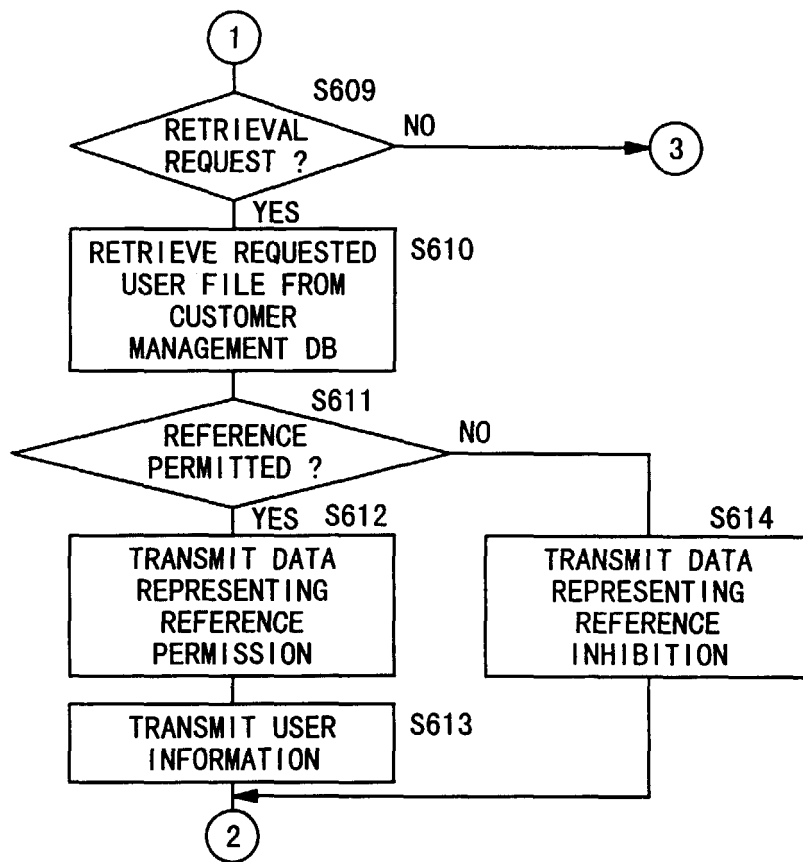 1
S609
RETRIEVAL
REQUEST ?
NO
3
YES
RETRIEVE REQUESTED
USER FILE FROM
CUSTOMER
MANAGEMENT DB
S610
S611
REFERENCE
PERMITTED ?
NO
YES
S612
TRANSMIT DATA
REPRESENTING
REFERENCE
PERMISSION
S614
TRANSMIT DATA
REPRESENTING
REFERENCE
INHIBITION
TRANSMIT USER
INFORMATION
S613
2